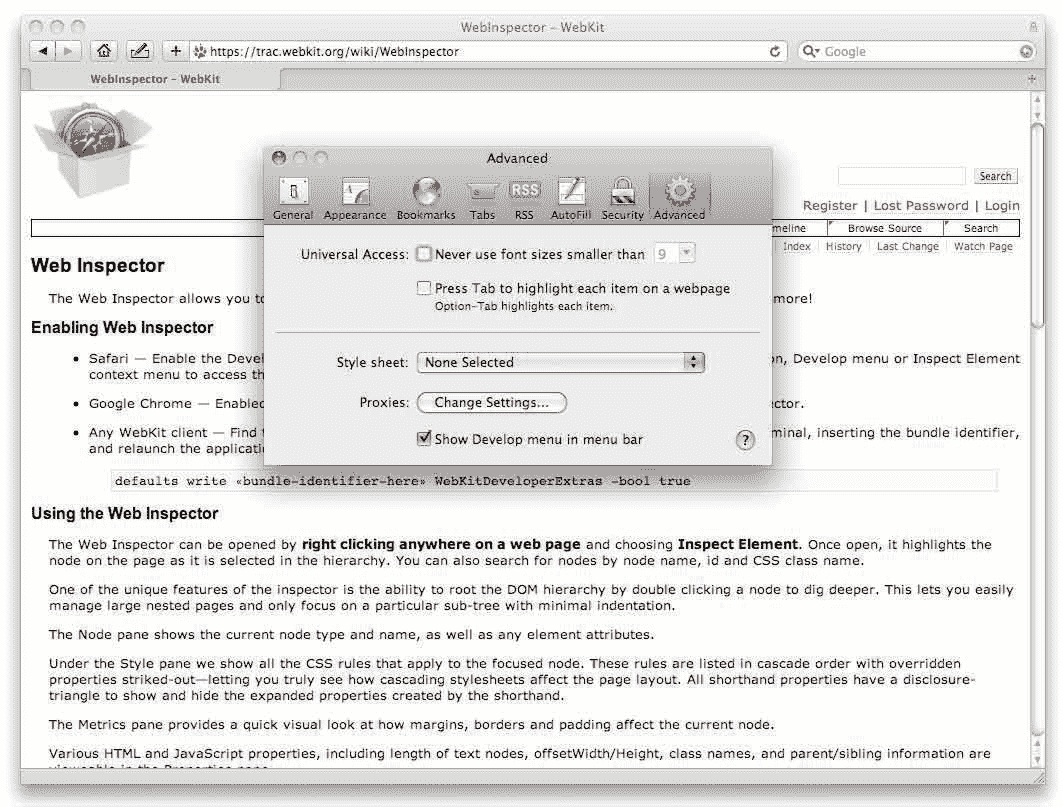 WebInspector – WebKit
https://trac.webkit.org/wiki/WebInspector
Google
WebInspector – WebKit
Advanced
General Appearance Bookmarks Tabs RSS AutoFill Security Advanced
RSS
Search
Register | Lost Password | Login
meline Browse Source Search
Index History Last Change Watch Page
Universal Access: Never use font sizes smaller than 9
Press Tab to highlight each item on a webpage
Option-Tab highlights each item.
Style sheet: None Selected
Proxies: Change Settings...
Show Develop menu in menu bar
?
Web Inspector
The Web Inspector allows you to more!
Enabling Web Inspector
• Safari — Enable the Devel on, Develop menu or Inspect Element
context menu to access th
• Google Chrome — Enabled ctor.
• Any WebKit client — Find minal, inserting the bundle identifier,
and relaunch the applicati
defaults write «bundle-identifier-here» WebKitDeveloperExtras -bool true
Using the Web Inspector
The Web Inspector can be opened by right clicking anywhere on a web page and choosing Inspect Element. Once open, it highlights the
node on the page as it is selected in the hierarchy. You can also search for nodes by node name, id and CSS class name.
One of the unique features of the inspector is the ability to root the DOM hierarchy by double clicking a node to dig deeper. This lets you easily
manage large nested pages and only focus on a particular sub-tree with minimal indentation.
The Node pane shows the current node type and name, as well as any element attributes.
Under the Style pane we show all the CSS rules that apply to the focused node. These rules are listed in cascade order with overridden
properties striked-out—letting you truly see how cascading stylesheets affect the page layout. All shorthand properties have a disclosure-
triangle to show and hide the expanded properties created by the shorthand.
The Metrics pane provides a quick visual look at how margins, borders and padding affect the current node.
Various HTML and JavaScript properties, including length of text nodes, offsetWidth/Height, class names, and parent/sibling information are